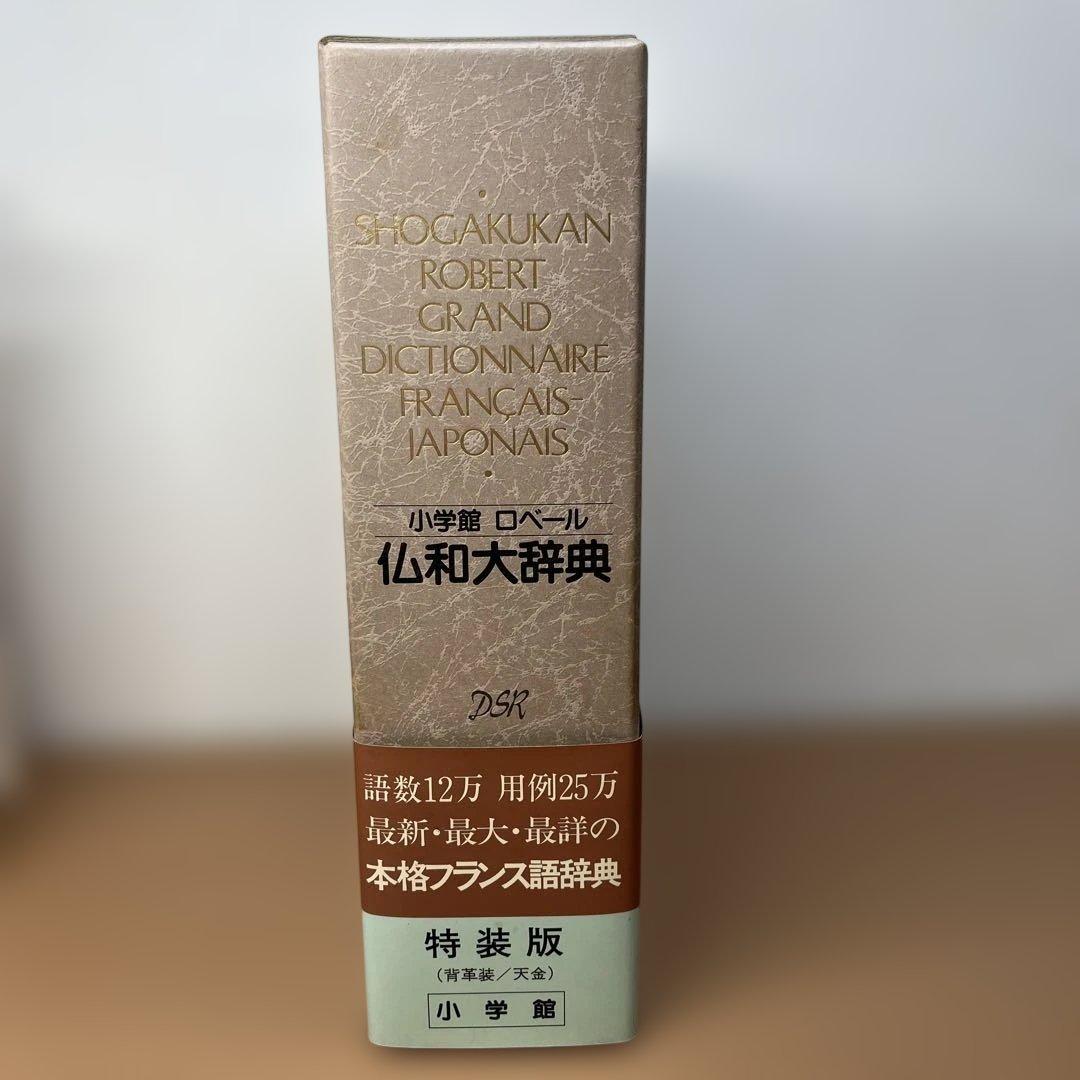 SHOGAKUKAN
ROBERT
GRAND
DICTIONNAIRE
FRANÇAIS-
JAPONAIS
小学館 ロベール
仏和大辞典
DSR
語数12万 用例25万
最新・最大・最詳の
本格フランス語辞典
特装版
(背革装/天金)
小学館